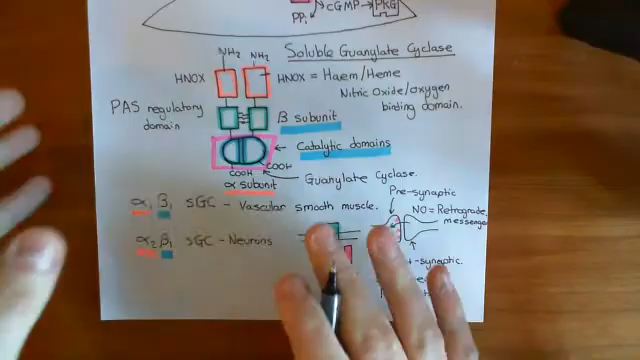 cGMP → PKG
PPi
Soluble Guanylate Cyclase
NH2 NH2
HNOX
HNOX = Haem/Heme
Nitric Oxide/oxygen
binding domain.
PAS regulatory
domain
β subunit
← Catalytic domains
COOH COOH
Guanylate Cyclase.
α subunit
α1 β1 sGC - Vascular smooth muscle.
Pre-synaptic
NO = Retrograde
messenger
α2 β1 sGC - Neurons
t-synaptic.